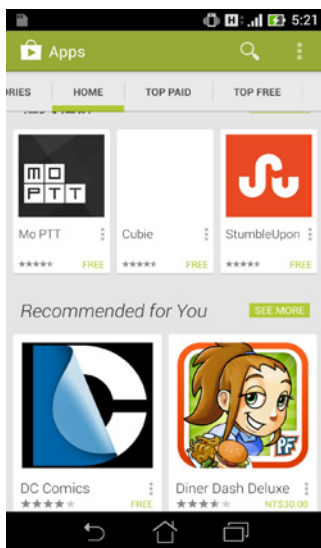 H 5:21
Apps
ORIES HOME TOP PAID TOP FREE
MO
PTT
Mo PTT Cubie StumbleUpon
FREE FREE FREE
Recommended for You SEE MORE
PF
DC Comics Diner Dash Deluxe
FREE NT$30.00